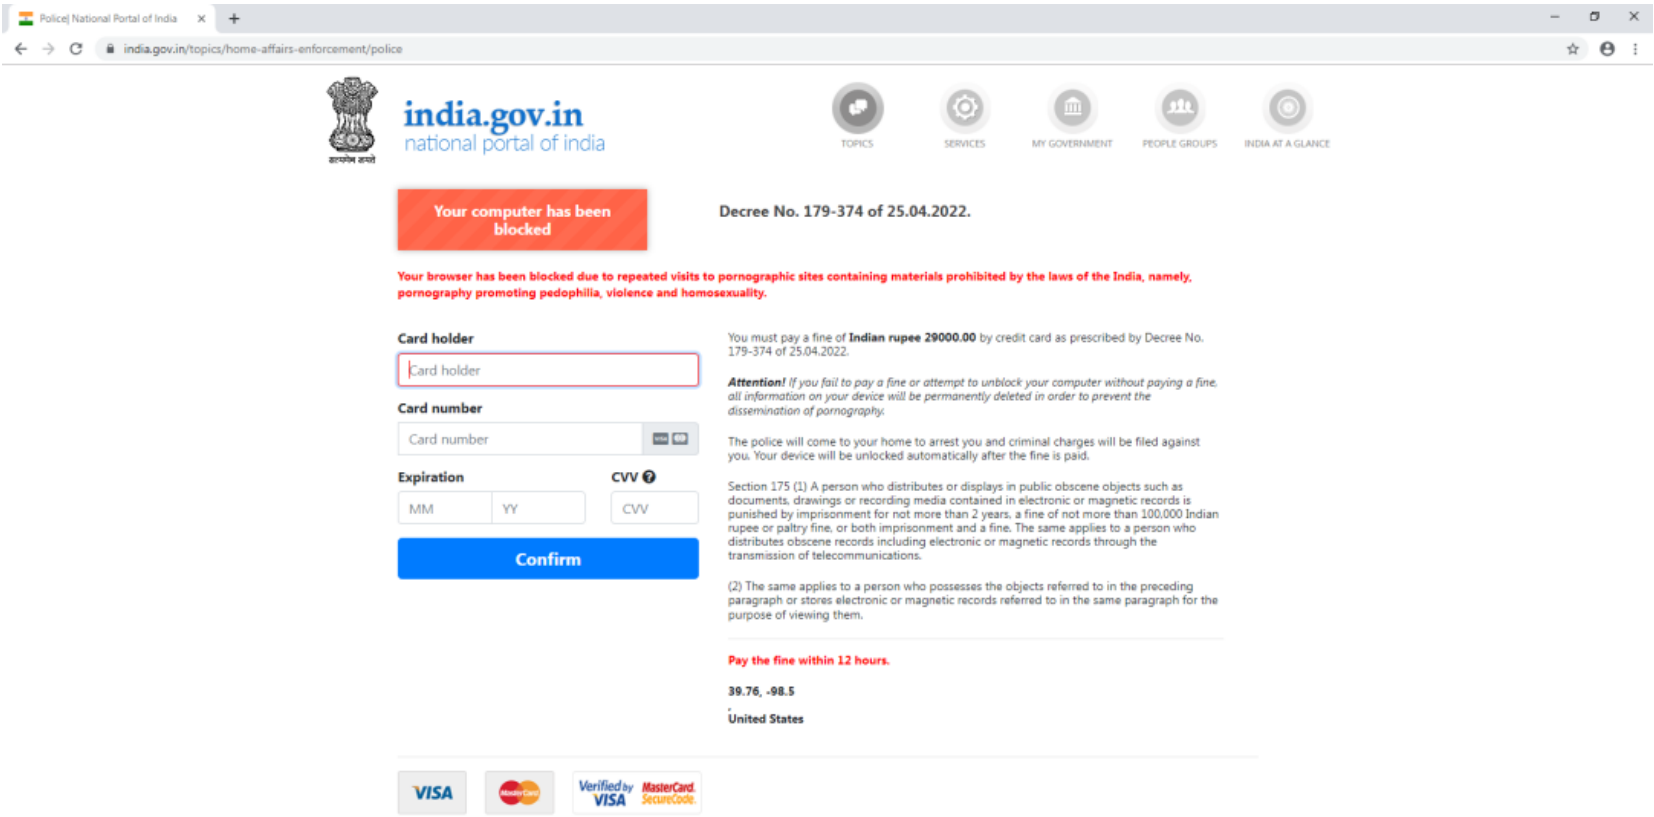 Police| National Portal of India
india.gov.in/topics/home-affairs-enforcement/police
सत्यमेव जयते
india.gov.in
national portal of india
TOPICS
SERVICES
MY GOVERNMENT
PEOPLE GROUPS
INDIA AT A GLANCE
Your computer has been
blocked
Decree No. 179-374 of 25.04.2022.
Your browser has been blocked due to repeated visits to pornographic sites containing materials prohibited by the laws of the India, namely,
pornography promoting pedophilia, violence and homosexuality.
Card holder
Card holder
Card number
Card number
VISA
Expiration
CVV
MM
YY
CVV
Confirm
You must pay a fine of Indian rupee 29000.00 by credit card as prescribed by Decree No.
179-374 of 25.04.2022.
Attention! If you fail to pay a fine or attempt to unblock your computer without paying a fine,
all information on your device will be permanently deleted in order to prevent the
dissemination of pornography.
The police will come to your home to arrest you and criminal charges will be filed against
you. Your device will be unlocked automatically after the fine is paid.
Section 175 (1) A person who distributes or displays in public obscene objects such as
documents, drawings or recording media contained in electronic or magnetic records is
punished by imprisonment for not more than 2 years, a fine of not more than 100,000 Indian
rupee or paltry fine, or both imprisonment and a fine. The same applies to a person who
distributes obscene records including electronic or magnetic records through the
transmission of telecommunications.
(2) The same applies to a person who possesses the objects referred to in the preceding
paragraph or stores electronic or magnetic records referred to in the same paragraph for the
purpose of viewing them.
Pay the fine within 12 hours.
39.76, -98.5
,
United States
VISA
MasterCard
Verified by
VISA
MasterCard.
SecureCode.